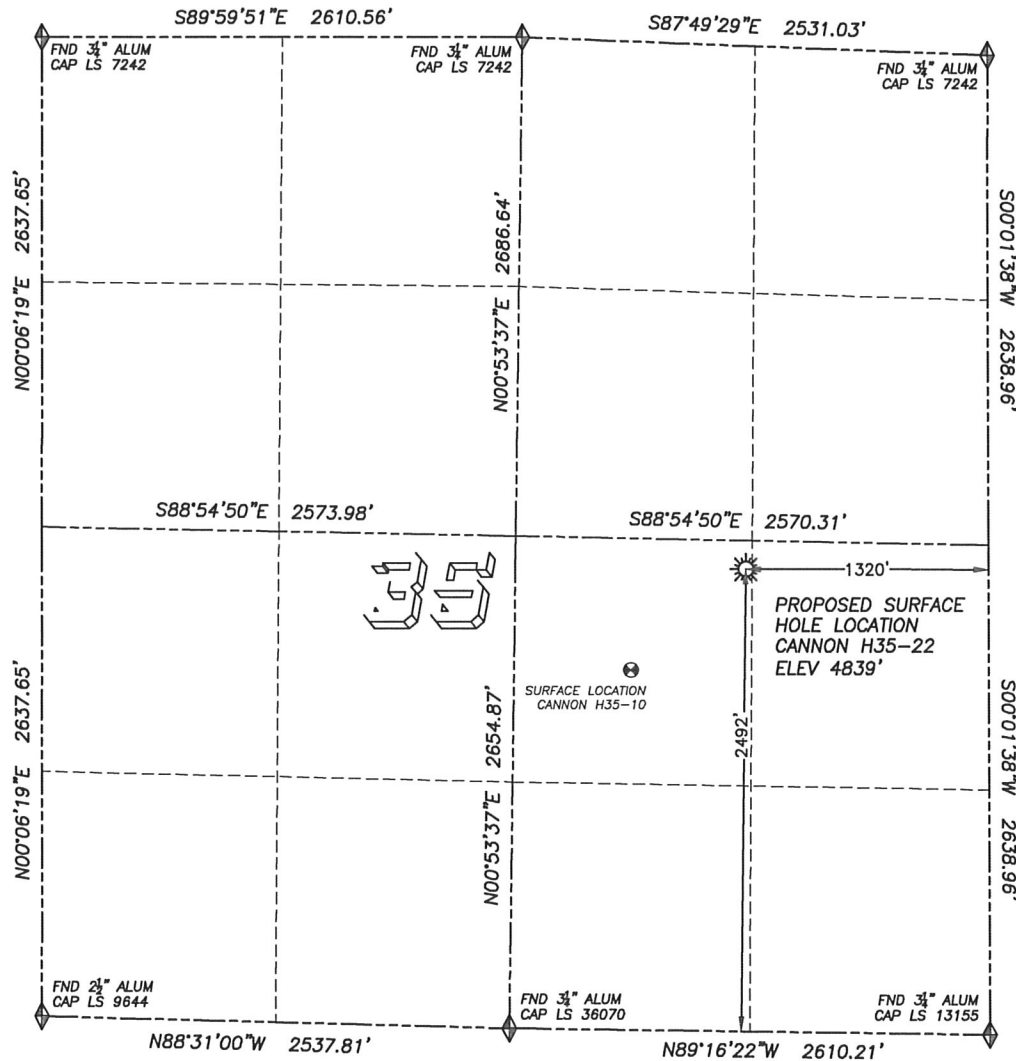 S89°59'51"E 2610.56'
S87°49'29"E 2531.03'
FND 3¼" ALUM
CAP LS 7242
FND 3¼" ALUM
CAP LS 7242
FND 3¼" ALUM
CAP LS 7242
N00°06'19"E 2637.65'
N00°53'37"E 2686.64'
S00°01'38"W 2638.96'
S88°54'50"E 2573.98'
S88°54'50"E 2570.31'
35
1320'
PROPOSED SURFACE
HOLE LOCATION
CANNON H35-22
ELEV 4839'
SURFACE LOCATION
CANNON H35-10
2492'
N00°06'19"E 2637.65'
N00°53'37"E 2654.87'
S00°01'38"W 2638.96'
FND 2½" ALUM
CAP LS 9644
FND 3¼" ALUM
CAP LS 36070
FND 3¼" ALUM
CAP LS 13155
N88°31'00"W 2537.81'
N89°16'22"W 2610.21'